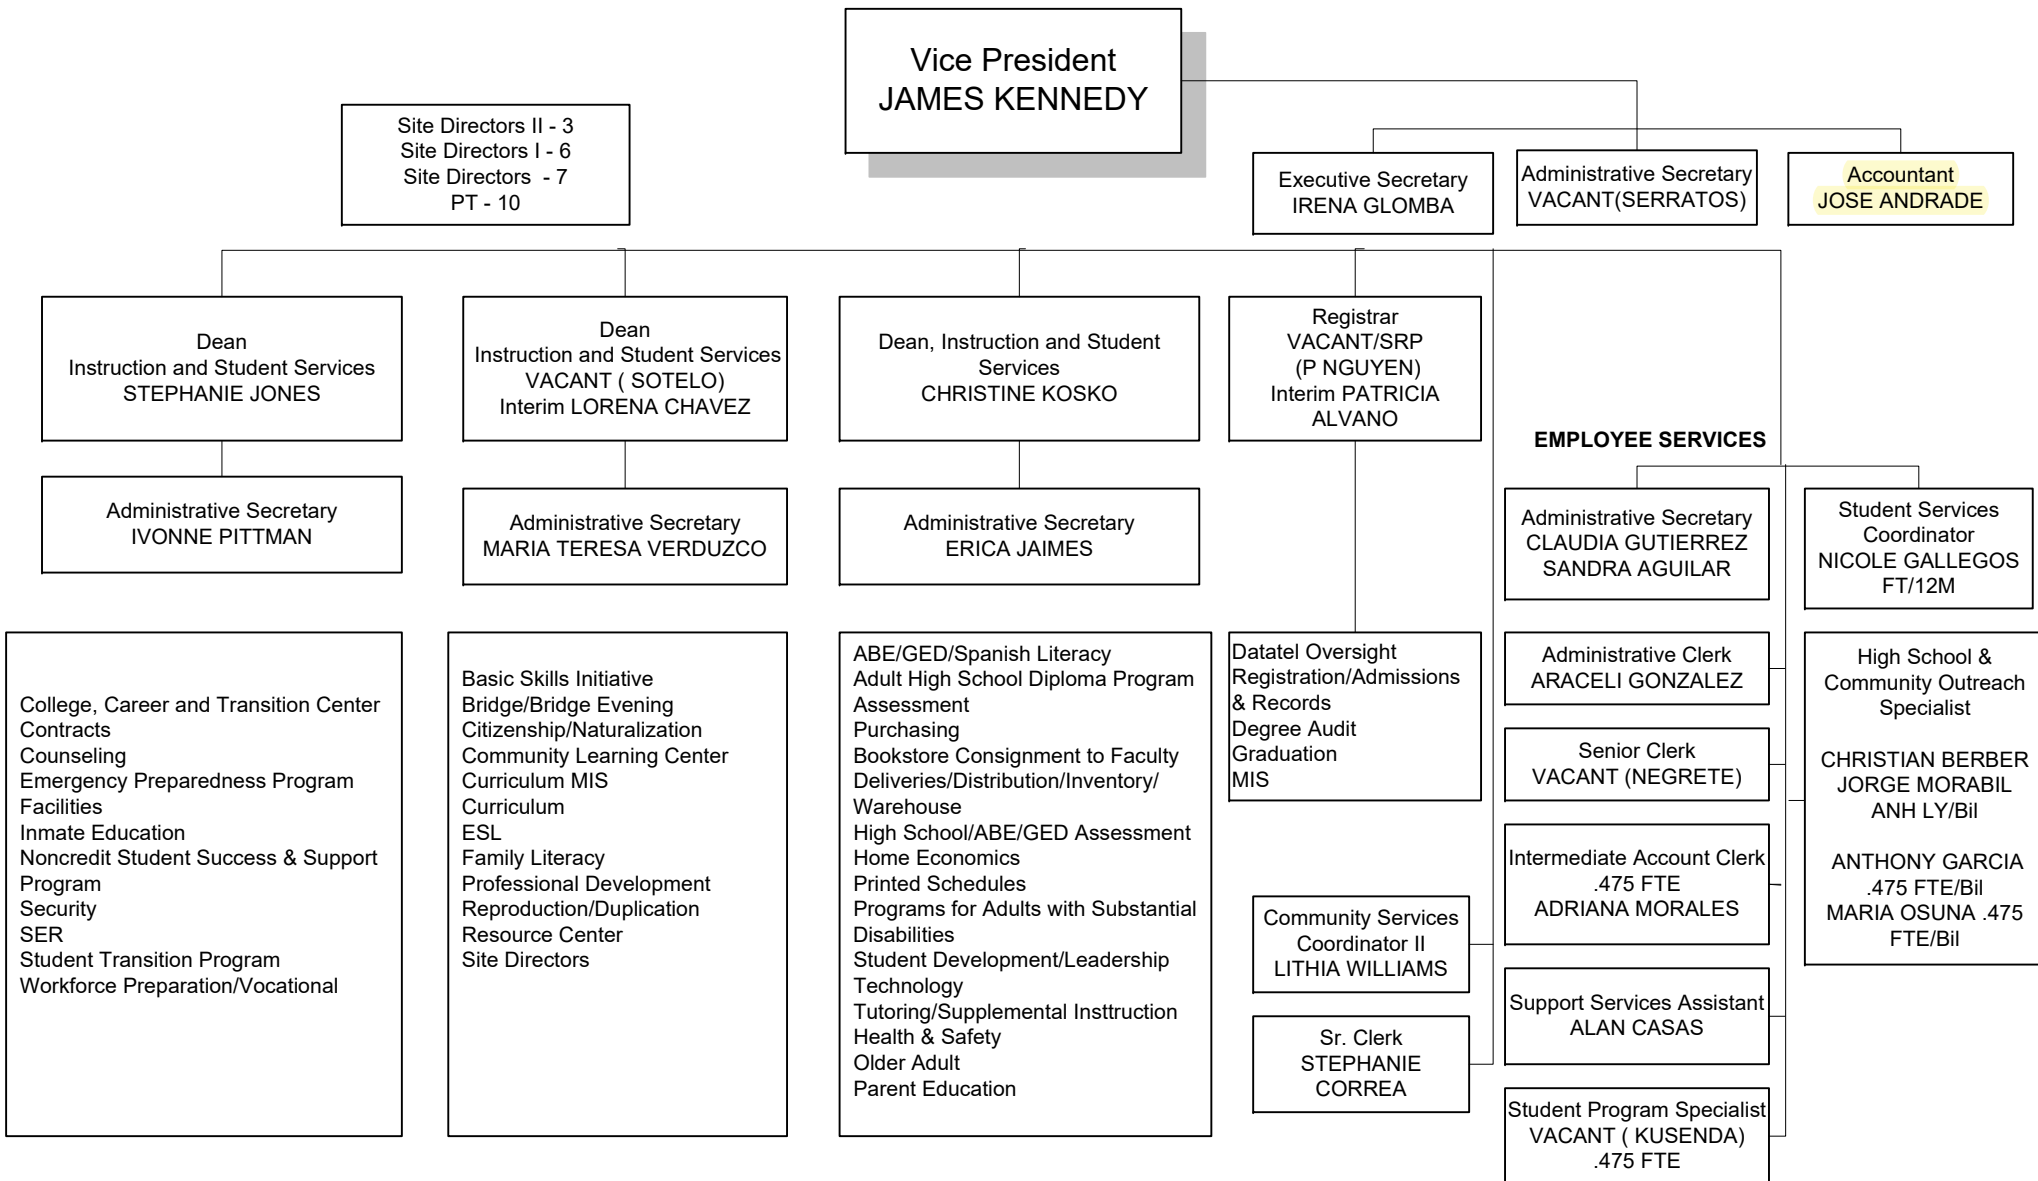 Vice President
JAMES KENNEDY
Site Directors II - 3
Site Directors I - 6
Site Directors  - 7
PT - 10
Executive Secretary
IRENA GLOMBA
Administrative Secretary
VACANT(SERRATOS)
Accountant
JOSE ANDRADE
Dean
Instruction and Student Services
STEPHANIE JONES
Dean
Instruction and Student Services
VACANT ( SOTELO)
Interim LORENA CHAVEZ
Dean, Instruction and Student
Services
CHRISTINE KOSKO
Registrar
VACANT/SRP
(P NGUYEN)
Interim PATRICIA
ALVANO
EMPLOYEE SERVICES
Administrative Secretary
IVONNE PITTMAN
Administrative Secretary
MARIA TERESA VERDUZCO
Administrative Secretary
ERICA JAIMES
Administrative Secretary
CLAUDIA GUTIERREZ
SANDRA AGUILAR
Student Services
Coordinator
NICOLE GALLEGOS
FT/12M
College, Career and Transition Center
Contracts
Counseling
Emergency Preparedness Program
Facilities
Inmate Education
Noncredit Student Success & Support
Program
Security
SER
Student Transition Program
Workforce Preparation/Vocational
Basic Skills Initiative
Bridge/Bridge Evening
Citizenship/Naturalization
Community Learning Center
Curriculum MIS
Curriculum
ESL
Family Literacy
Professional Development
Reproduction/Duplication
Resource Center
Site Directors
ABE/GED/Spanish Literacy
Adult High School Diploma Program
Assessment
Purchasing
Bookstore Consignment to Faculty
Deliveries/Distribution/Inventory/
Warehouse
High School/ABE/GED Assessment
Home Economics
Printed Schedules
Programs for Adults with Substantial
Disabilities
Student Development/Leadership
Technology
Tutoring/Supplemental Insttruction
Health & Safety
Older Adult
Parent Education
Datatel Oversight
Registration/Admissions
& Records
Degree Audit
Graduation
MIS
Community Services
Coordinator II
LITHIA WILLIAMS
Sr. Clerk
STEPHANIE
CORREA
Administrative Clerk
ARACELI GONZALEZ
Senior Clerk
VACANT (NEGRETE)
Intermediate Account Clerk
.475 FTE
ADRIANA MORALES
Support Services Assistant
ALAN CASAS
Student Program Specialist
VACANT ( KUSENDA)
.475 FTE
High School &
Community Outreach
Specialist
CHRISTIAN BERBER
JORGE MORABIL
ANH LY/Bil
ANTHONY GARCIA
.475 FTE/Bil
MARIA OSUNA .475
FTE/Bil